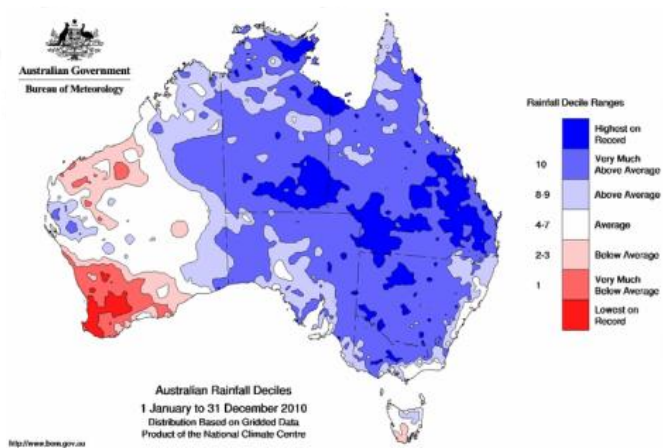 Australian Government
Bureau of Meteorology
Rainfall Decile Ranges
Highest on
Record
10
Very Much
Above Average
8-9
Above Average
4-7
Average
2-3
Below Average
1
Very Much
Below Average
Lowest on
Record
Australian Rainfall Deciles
1 January to 31 December 2010
Distribution Based on Gridded Data
Product of the National Climate Centre
http://www.bom.gov.au